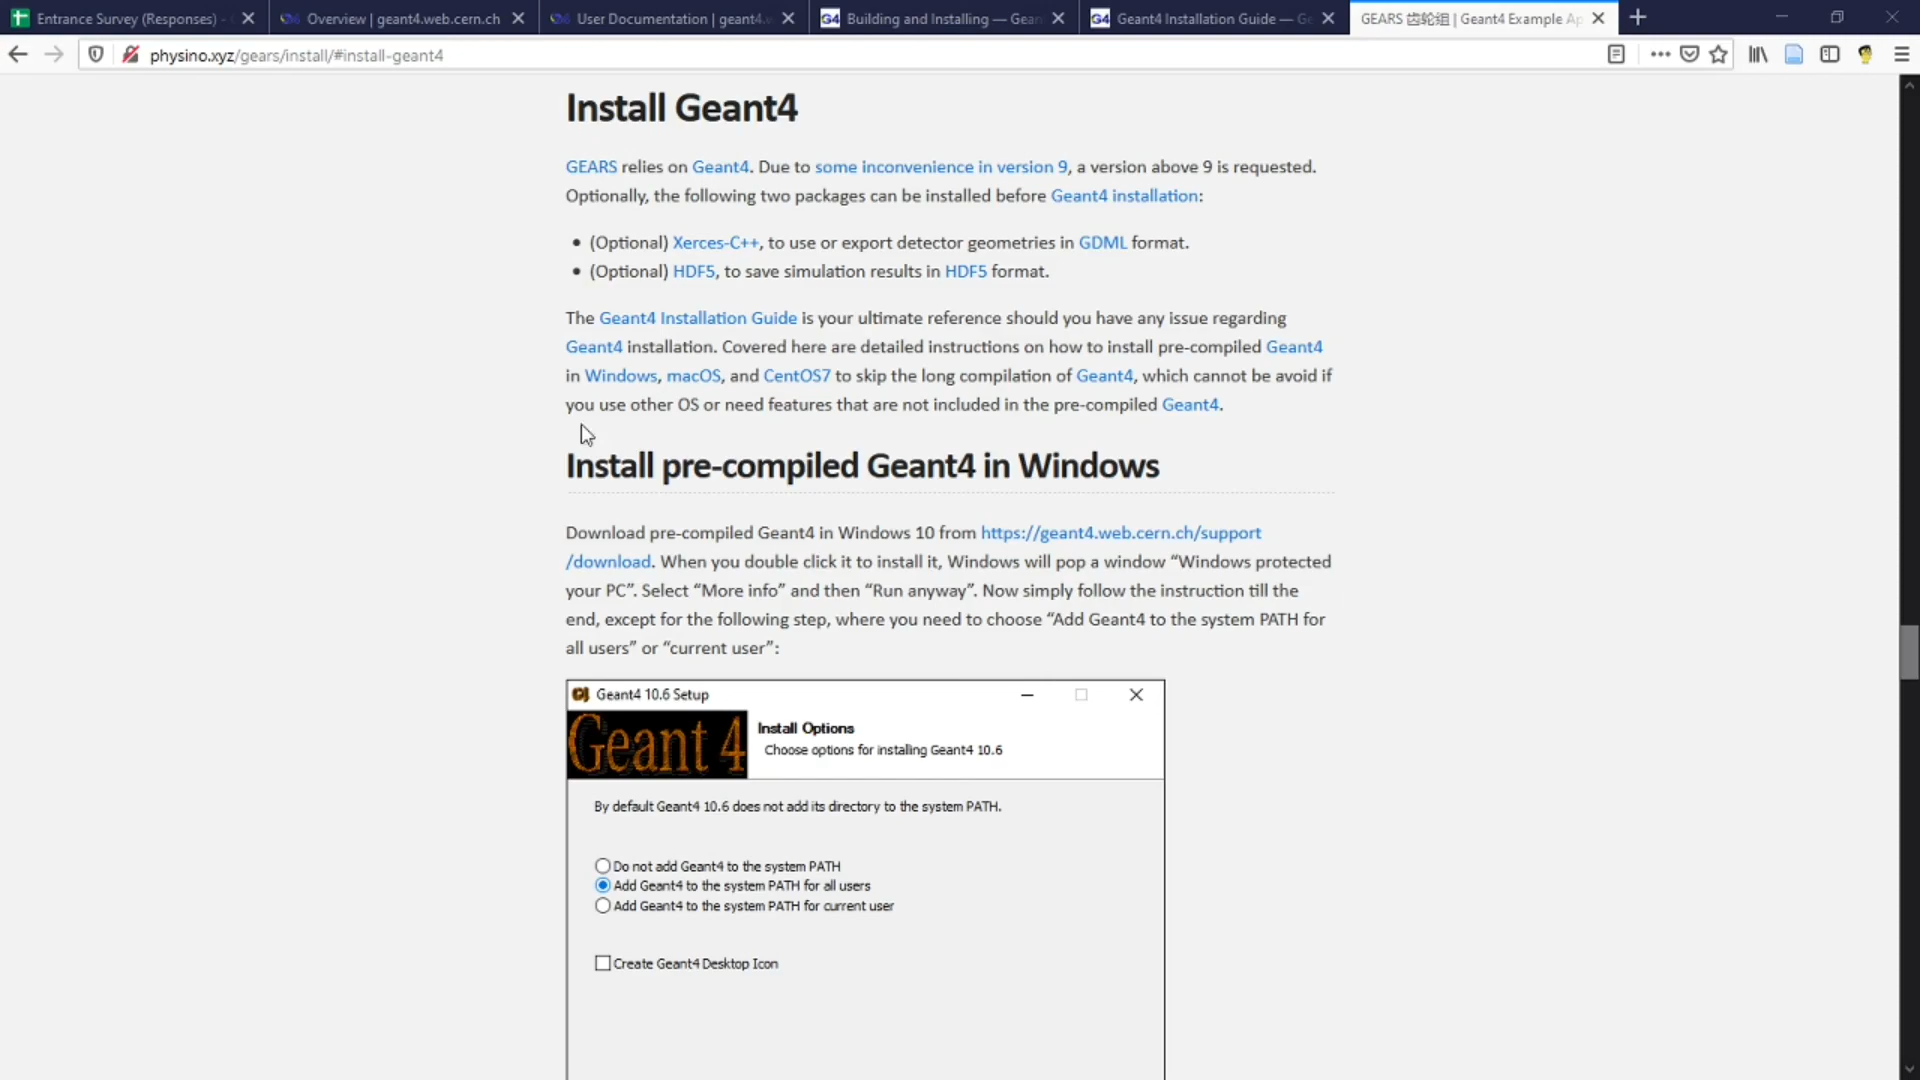 Entrance Survey (Responses) -
Overview | geant4.web.cern.ch
User Documentation | geant4.
G4 Building and Installing — Gean
G4 Geant4 Installation Guide — Ge
GEARS 齿轮组 | Geant4 Example Ap
physino.xyz/gears/install/#install-geant4
Install Geant4
GEARS relies on Geant4. Due to some inconvenience in version 9, a version above 9 is requested.
Optionally, the following two packages can be installed before Geant4 installation:
• (Optional) Xerces-C++, to use or export detector geometries in GDML format.
• (Optional) HDF5, to save simulation results in HDF5 format.
The Geant4 Installation Guide is your ultimate reference should you have any issue regarding
Geant4 installation. Covered here are detailed instructions on how to install pre-compiled Geant4
in Windows, macOS, and CentOS7 to skip the long compilation of Geant4, which cannot be avoid if
you use other OS or need features that are not included in the pre-compiled Geant4.
Install pre-compiled Geant4 in Windows
Download pre-compiled Geant4 in Windows 10 from https://geant4.web.cern.ch/support
/download. When you double click it to install it, Windows will pop a window “Windows protected
your PC”. Select “More info” and then “Run anyway”. Now simply follow the instruction till the
end, except for the following step, where you need to choose “Add Geant4 to the system PATH for
all users” or “current user”:
Geant4 10.6 Setup
Geant 4
Install Options
Choose options for installing Geant4 10.6
By default Geant4 10.6 does not add its directory to the system PATH.
Do not add Geant4 to the system PATH
Add Geant4 to the system PATH for all users
Add Geant4 to the system PATH for current user
Create Geant4 Desktop Icon